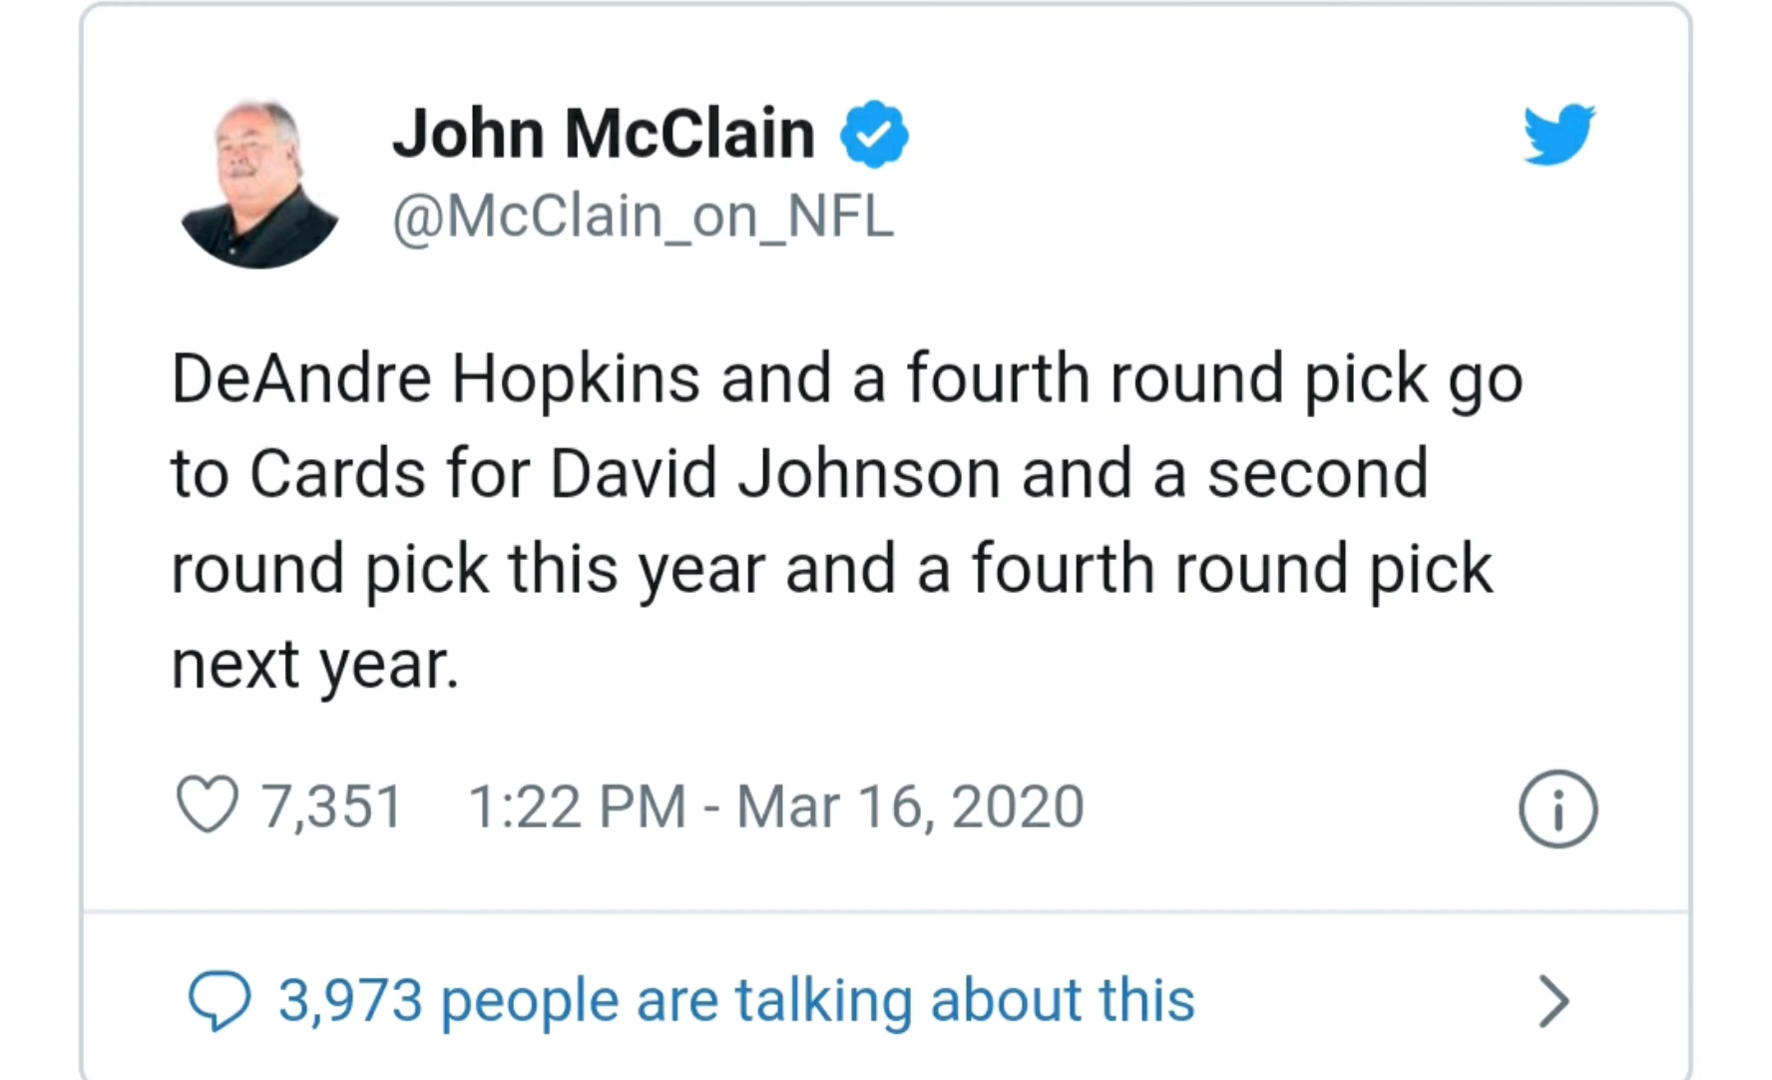 John McClain
@McClain_on_NFL
DeAndre Hopkins and a fourth round pick go
to Cards for David Johnson and a second
round pick this year and a fourth round pick
next year.
7,351 1:22 PM - Mar 16, 2020
3,973 people are talking about this